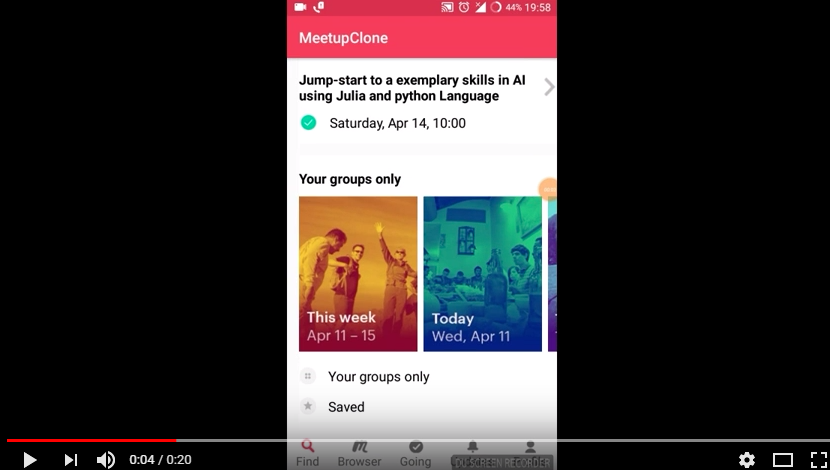 44% 19:58
MeetupClone
Jump-start to a exemplary skills in AI
using Julia and python Language
Saturday, Apr 14, 10:00
Your groups only
This week
Apr 11 – 15
Today
Wed, Apr 11
Your groups only
Saved
Find Browser Going
DU SCREEN RECORDER
0:04 / 0:20